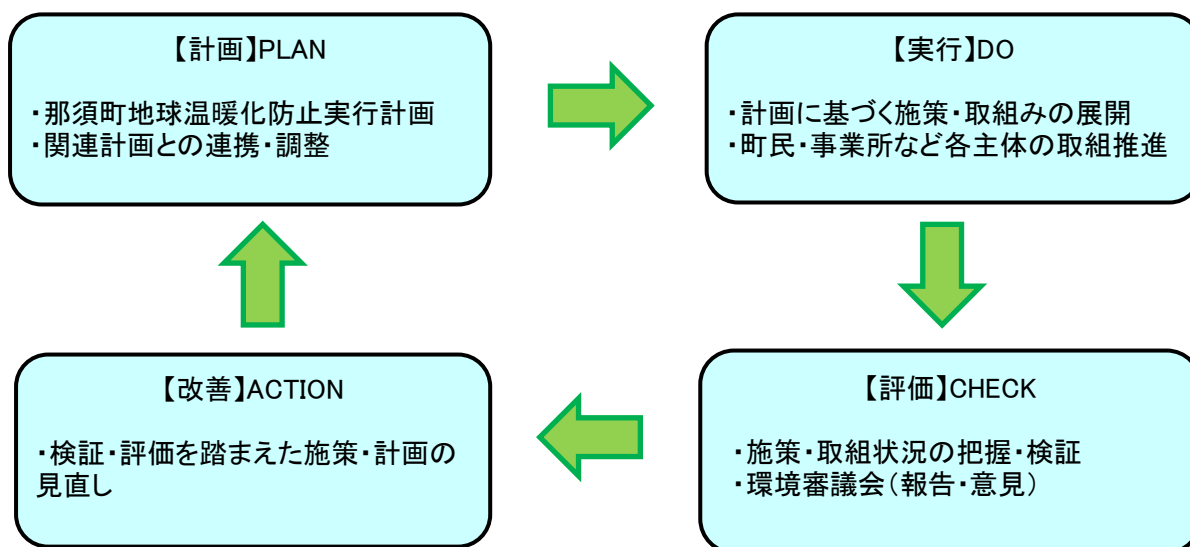 【計画】PLAN
・那須町地球温暖化防止実行計画
・関連計画との連携・調整
【実行】DO
・計画に基づく施策・取組みの展開
・町民・事業所など各主体の取組推進
【改善】ACTION
・検証・評価を踏まえた施策・計画の
見直し
【評価】CHECK
・施策・取組状況の把握・検証
・環境審議会（報告・意見）